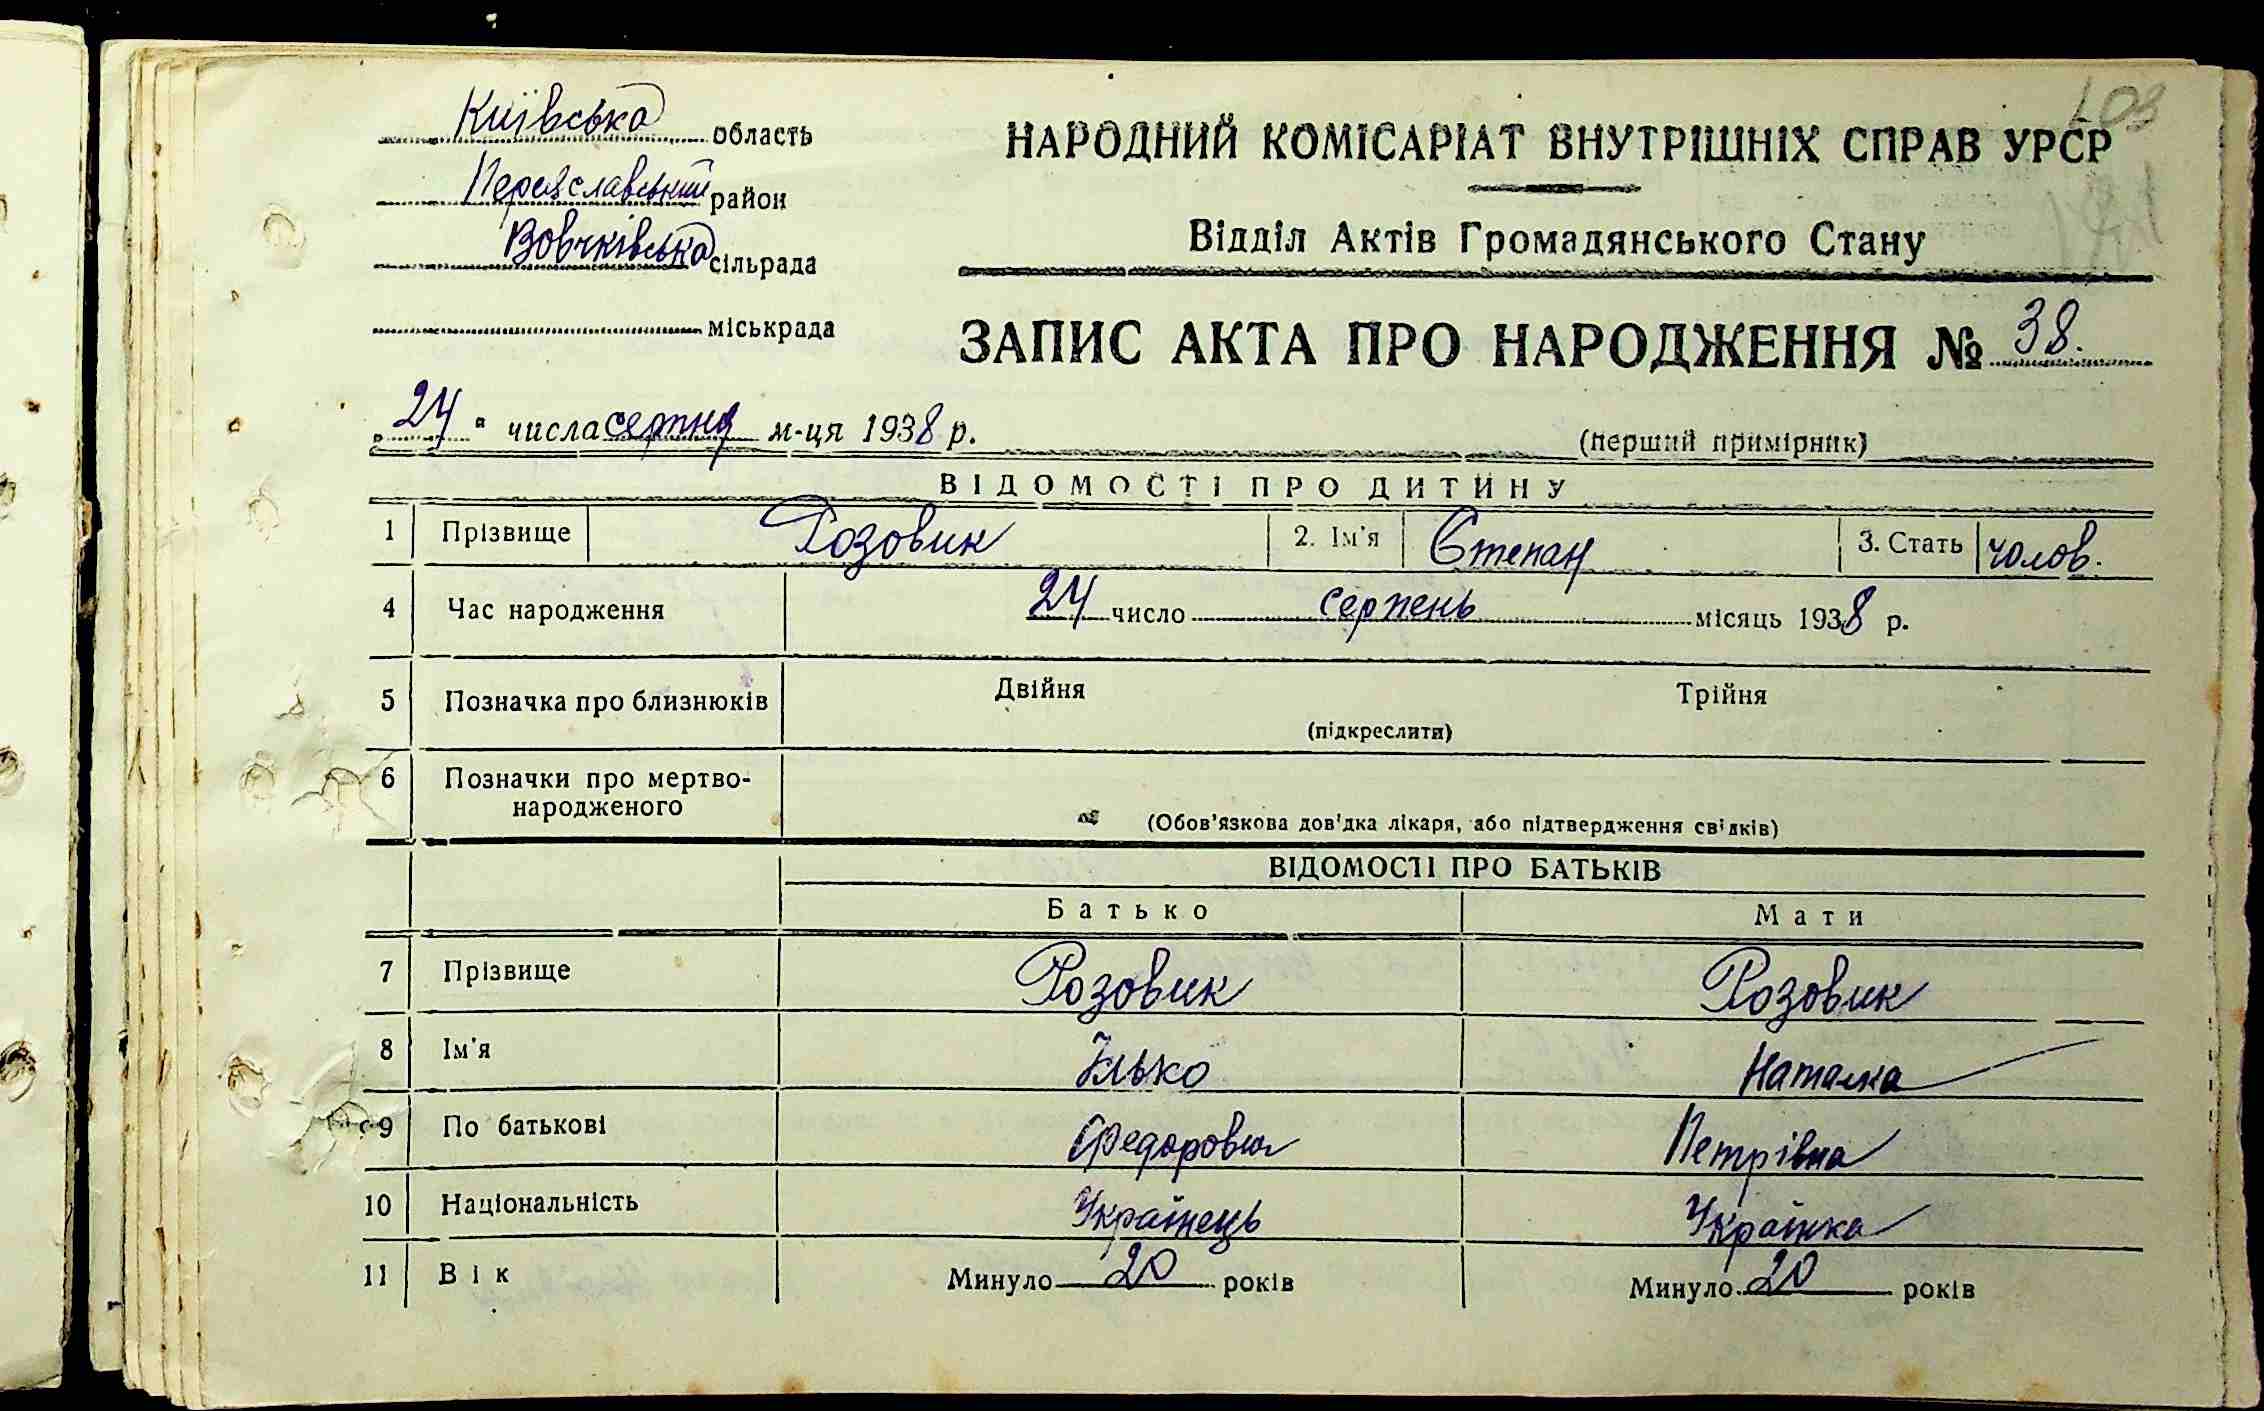 Київська область
Переяславський район
Вовчківська сільрада
міськрада
НАРОДНИЙ КОМІСАРІАТ ВНУТРІШНІХ СПРАВ УРСР
Відділ Актів Громадянського Стану
ЗАПИС АКТА ПРО НАРОДЖЕННЯ № 38.
„24" числа серпня м-ця 1938 р.
(перший примірник)
ВІДОМОСТІ ПРО ДИТИНУ
1 Прізвище Розовик 2. Ім'я Степан 3. Стать чолов.
4 Час народження 24 число серпень місяць 1938 р.
5 Позначка про близнюків Двійня Трійня
(підкреслити)
6 Позначки про мертво-
народженого
(Обов'язкова дов'дка лікаря, або підтвердження свідків)
ВІДОМОСТІ ПРО БАТЬКІВ
Батько Мати
7 Прізвище Розовик Розовик
8 Ім'я Ілько Наталка
9 По батькові Федорович Петрівна
10 Національність Українець Українка
11 Вік Минуло 20 років Минуло 20 років